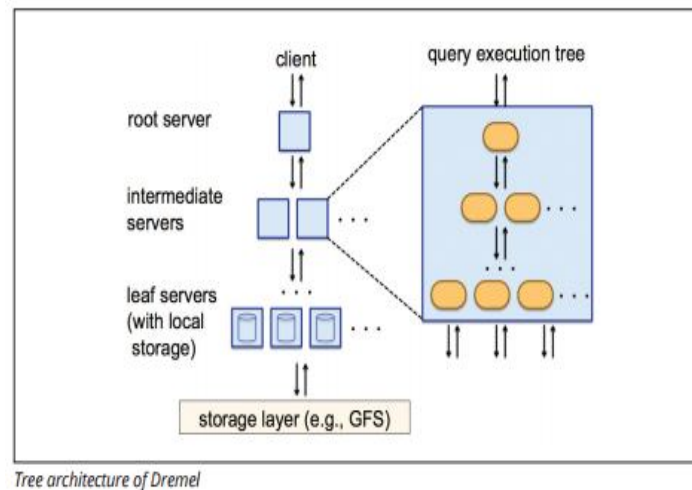 client
query execution tree
root server
intermediate
servers
. . .
. . .
. . .
leaf servers
(with local
storage)
. . .
. . .
. . .
storage layer (e.g., GFS)
Tree architecture of Dremel